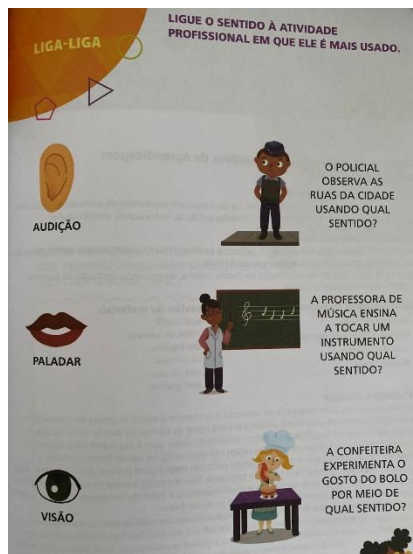 LIGA-LIGA
LIGUE O SENTIDO À ATIVIDADE
PROFISSIONAL EM QUE ELE É MAIS USADO.
AUDIÇÃO
O POLICIAL
OBSERVA AS
RUAS DA CIDADE
USANDO QUAL
SENTIDO?
PALADAR
A PROFESSORA DE
MÚSICA ENSINA
A TOCAR UM
INSTRUMENTO
USANDO QUAL
SENTIDO?
VISÃO
A CONFEITEIRA
EXPERIMENTA O
GOSTO DO BOLO
POR MEIO DE
QUAL SENTIDO?